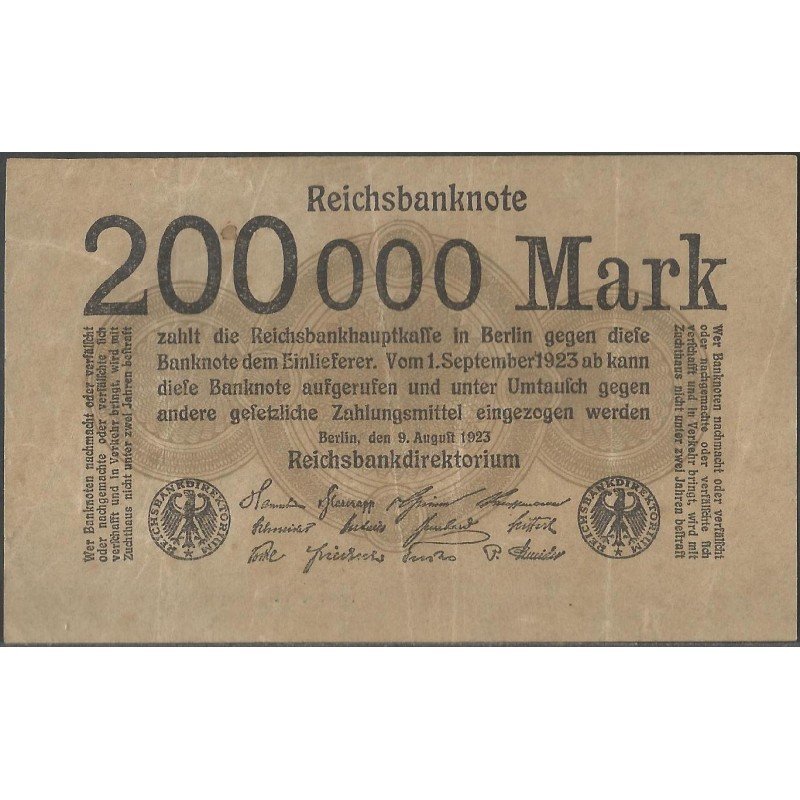 Reichsbanknote
200000 Mark
zahlt die Reichsbankhauptkaſſe in Berlin gegen dieſe
Banknote dem Einlieferer. Vom 1. September 1923 ab kann
dieſe Banknote aufgerufen und unter Umtauſch gegen
andere geſetzliche Zahlungsmittel eingezogen werden
Berlin, den 9. Auguſt 1923
Reichsbankdirektorium
REICHSBANKDIREKTORIUM
REICHSBANKDIREKTORIUM
Wer Banknoten nachmacht oder verfälſcht
oder nachgemachte oder verfälſchte ſich
verſchafft und in Verkehr bringt, wird mit
Zuchthaus nicht unter zwei Jahren beſtraft
Wer Banknoten nachmacht oder verfälſcht
oder nachgemachte oder verfälſchte ſich
verſchafft und in Verkehr bringt, wird mit
Zuchthaus nicht unter zwei Jahren beſtraft